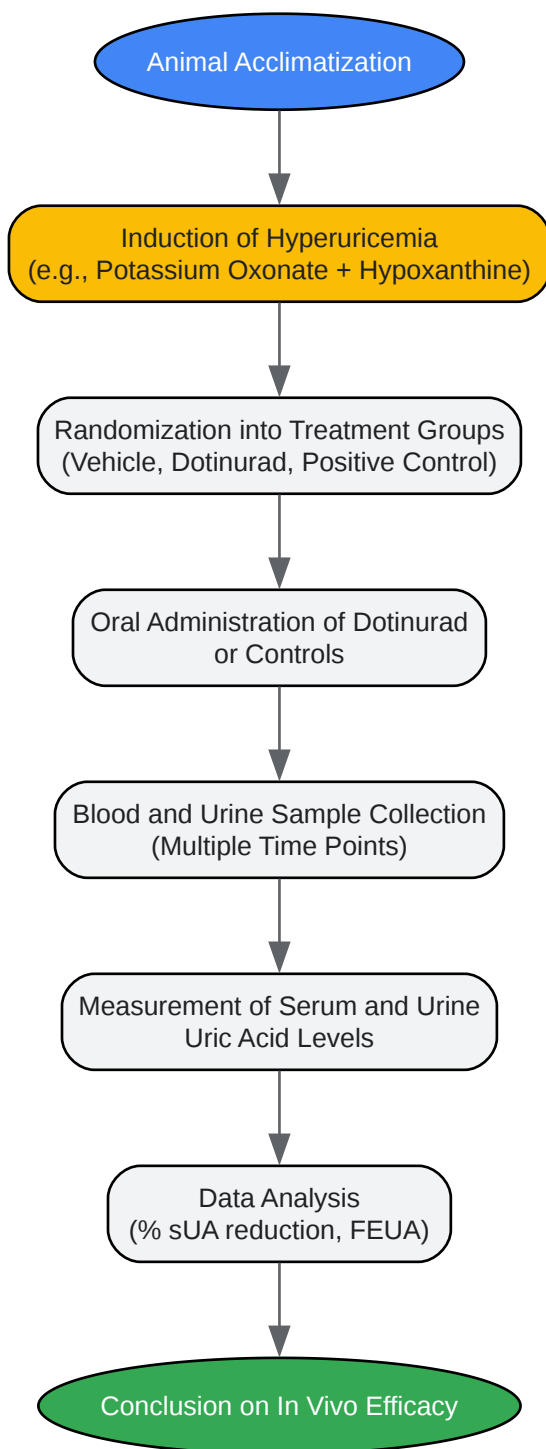 Animal Acclimatization
Induction of Hyperuricemia
(e.g., Potassium Oxonate + Hypoxanthine)
Randomization into Treatment Groups
(Vehicle, Dotinurad, Positive Control)
Oral Administration of Dotinurad
or Controls
Blood and Urine Sample Collection
(Multiple Time Points)
Measurement of Serum and Urine
Uric Acid Levels
Data Analysis
(% sUA reduction, FEUA)
Conclusion on In Vivo Efficacy